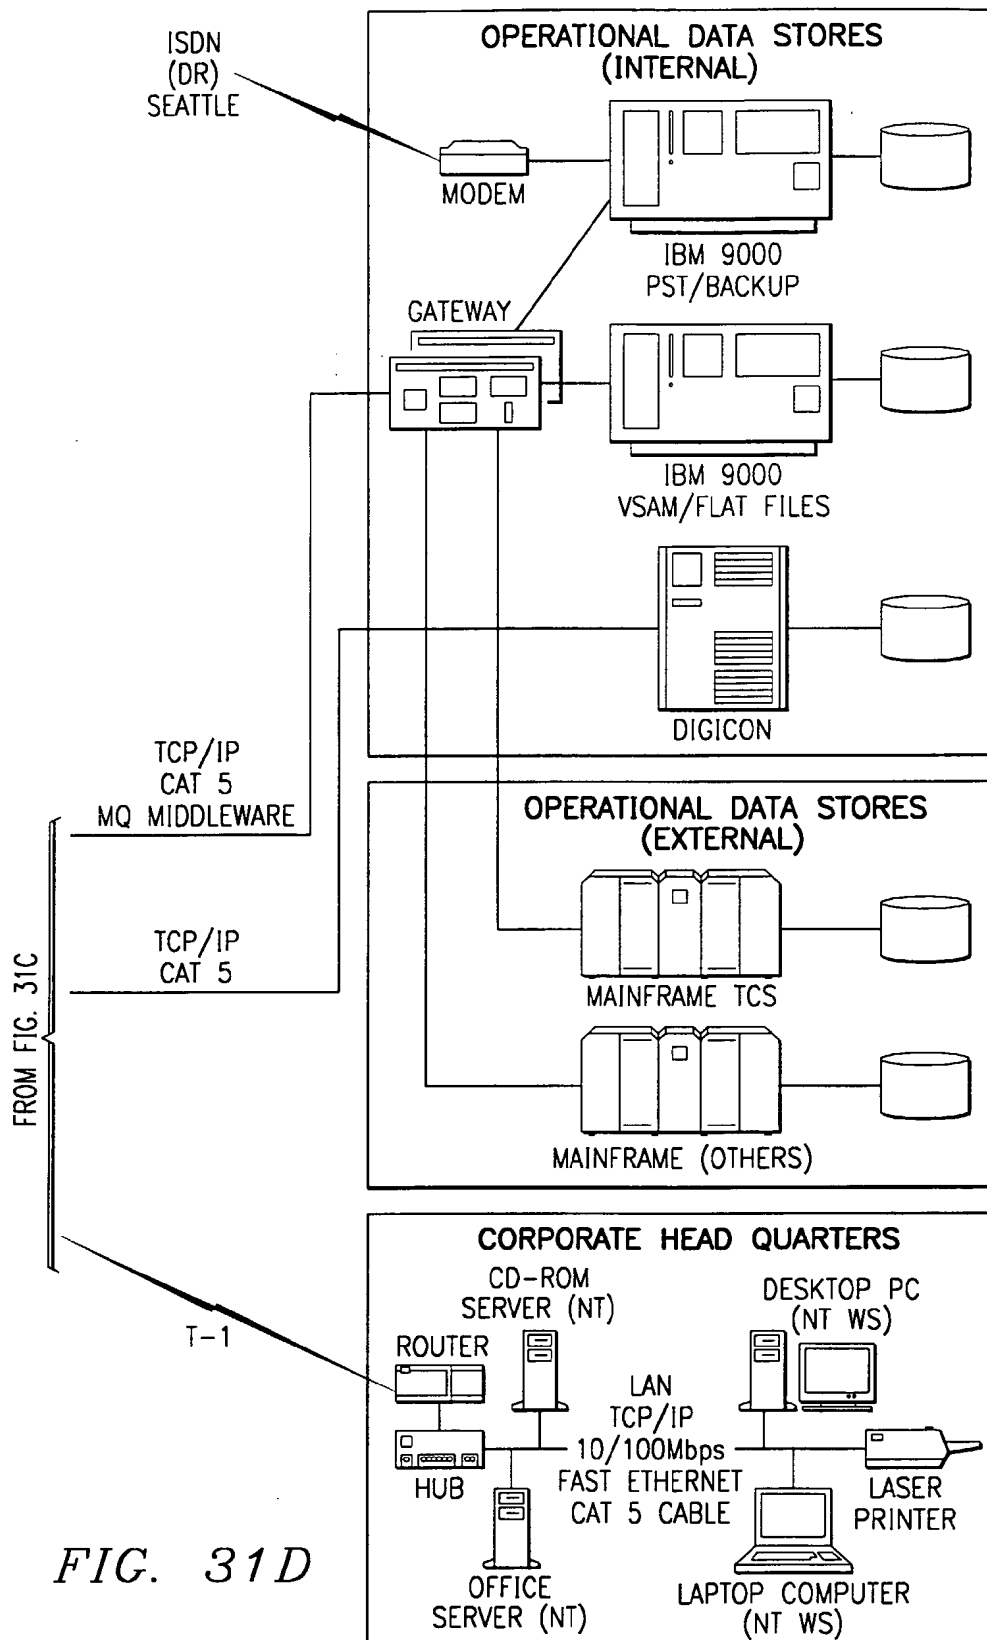 ISDN
(DR)
SEATTLE
OPERATIONAL DATA STORES
(INTERNAL)
MODEM
IBM 9000
PST/BACKUP
GATEWAY
IBM 9000
VSAM/FLAT FILES
DIGICON
TCP/IP
CAT 5
MQ MIDDLEWARE
OPERATIONAL DATA STORES
(EXTERNAL)
TCP/IP
CAT 5
MAINFRAME TCS
FROM FIG. 31C
MAINFRAME (OTHERS)
CORPORATE HEAD QUARTERS
CD-ROM
SERVER (NT)
DESKTOP PC
(NT WS)
T-1
ROUTER
LAN
TCP/IP
10/100Mbps
FAST ETHERNET
CAT 5 CABLE
HUB
LASER
PRINTER
OFFICE
SERVER (NT)
LAPTOP COMPUTER
(NT WS)
FIG. 31D